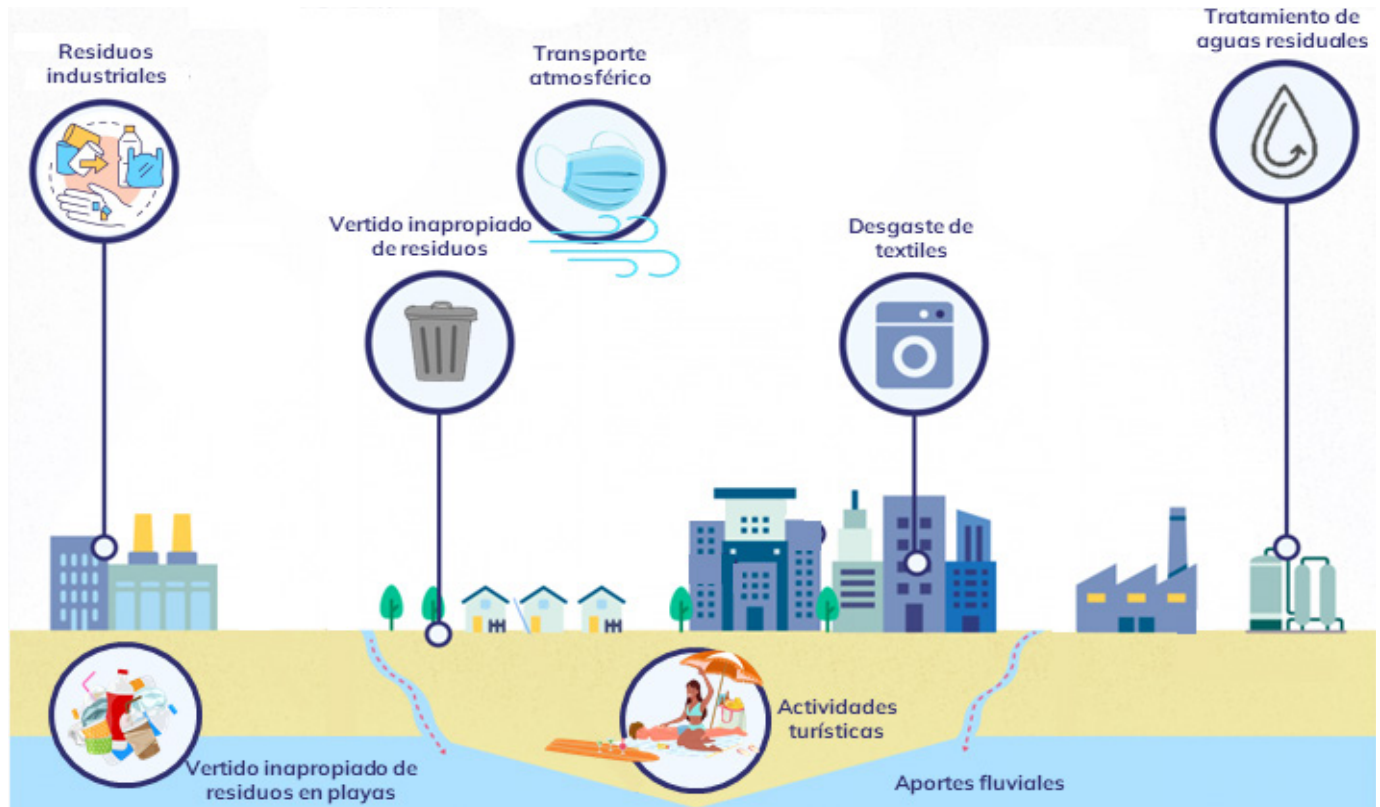 Residuos
industriales
Transporte
atmosférico
Tratamiento de
aguas residuales
Vertido inapropiado
de residuos
Desgaste de
textiles
Actividades
turísticas
Vertido inapropiado de
residuos en playas
Aportes fluviales